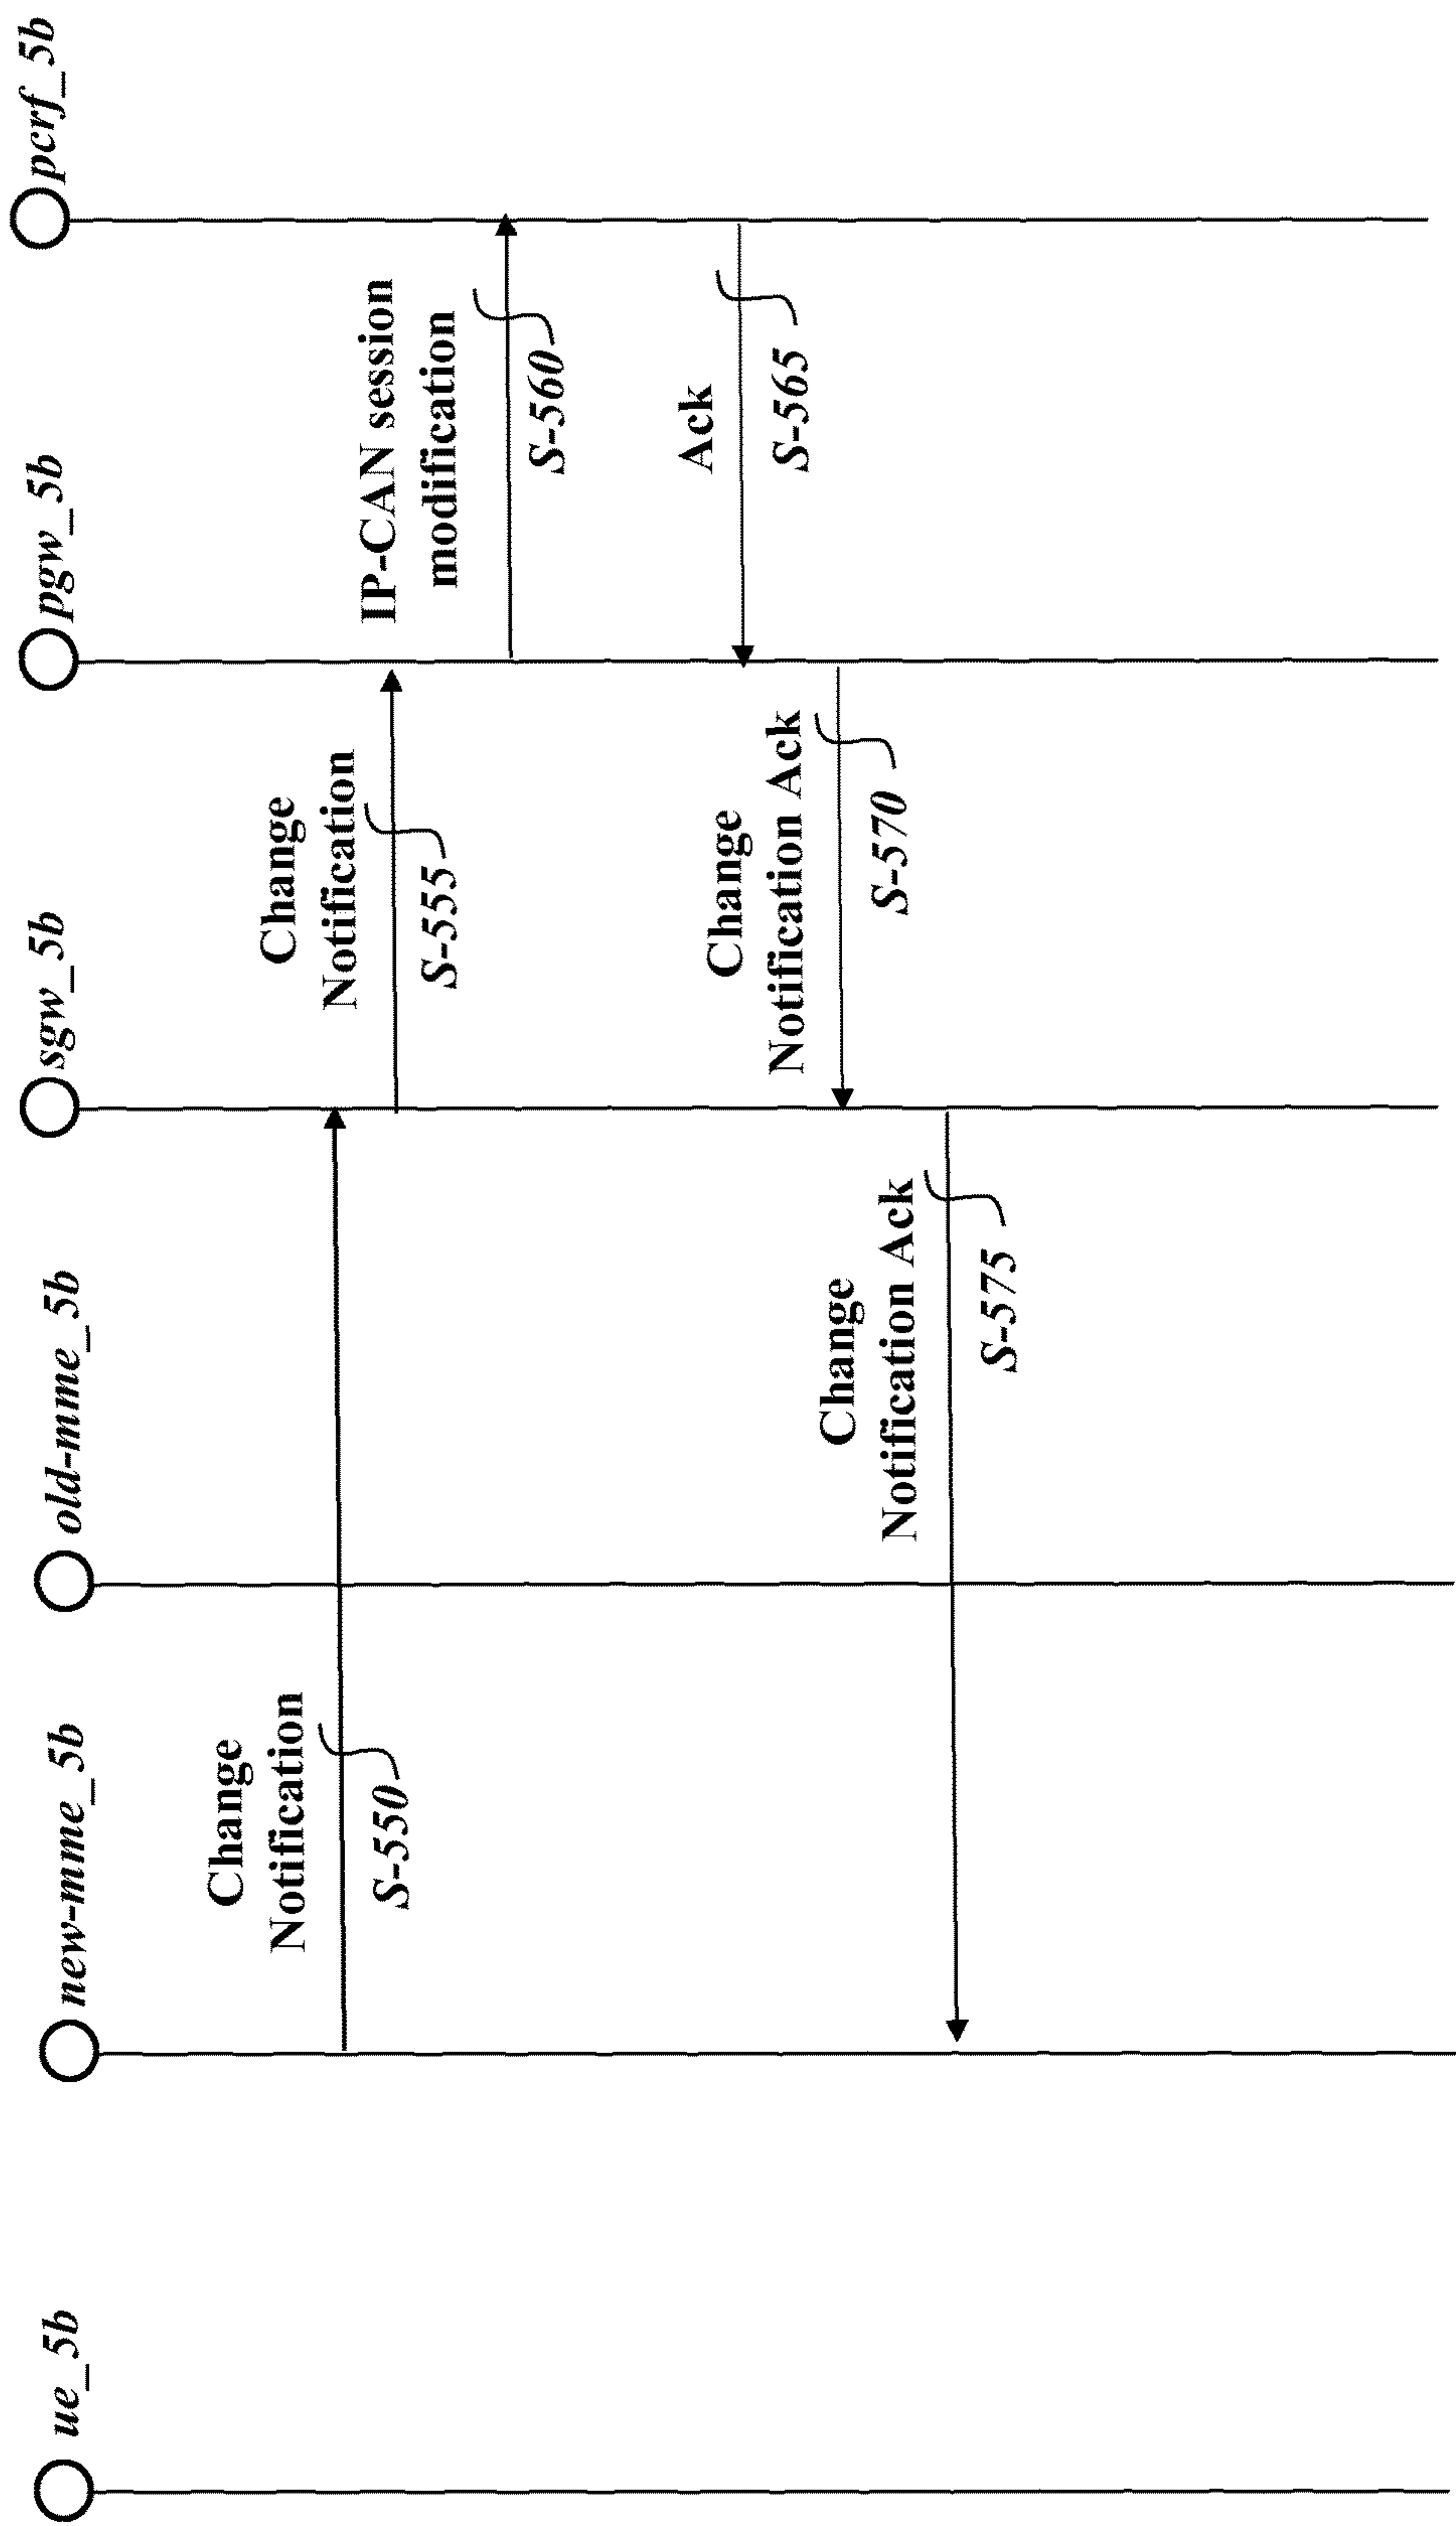 ue_5b
new-mme_5b
old-mme_5b
sgw_5b
pgw_5b
pcrf_5b
Change
Notification
S-550
Change
Notification
S-555
IP-CAN session
modification
S-560
Ack
S-565
Change
Notification Ack
S-570
Change
Notification Ack
S-575